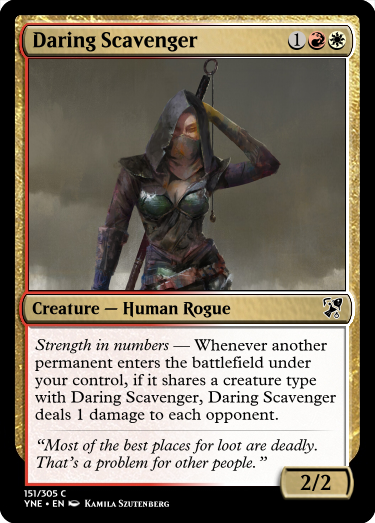 Daring Scavenger 1
Creature — Human Rogue
Strength in numbers — Whenever another
permanent enters the battlefield under
your control, if it shares a creature type
with Daring Scavenger, Daring Scavenger
deals 1 damage to each opponent.
“Most of the best places for loot are deadly.
That’s a problem for other people.”
2/2
151/305 C
YNE • EN Kamila Szutenberg